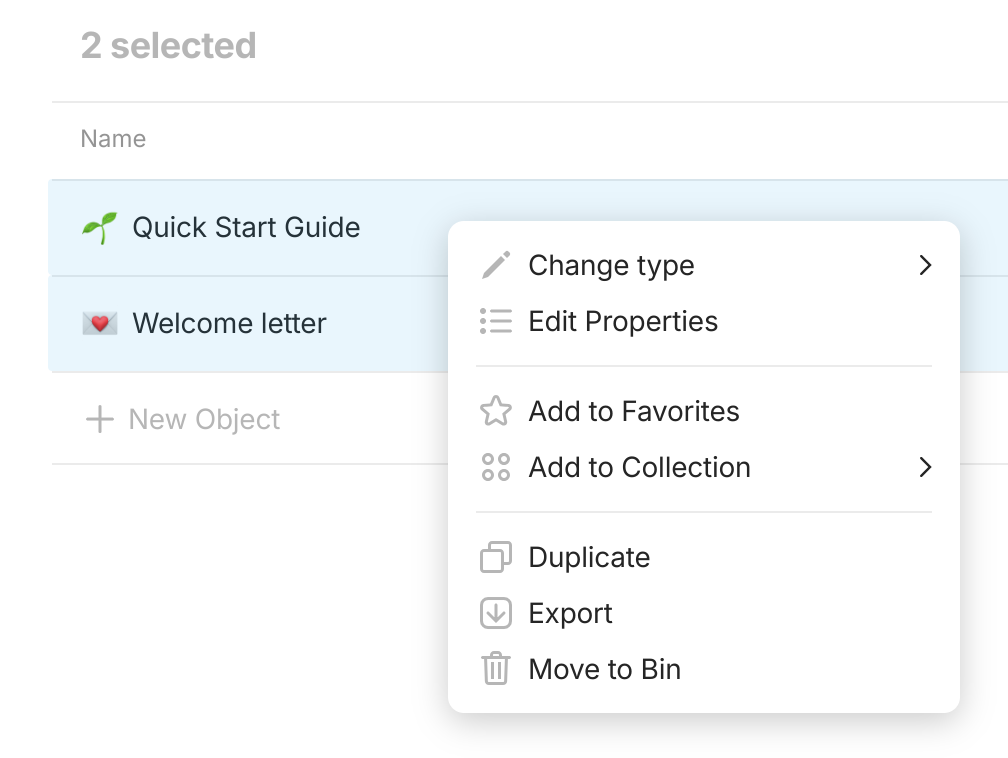 2 selected
Name
Quick Start Guide
Welcome letter
New Object
Change type
Edit Properties
Add to Favorites
Add to Collection
Duplicate
Export
Move to Bin